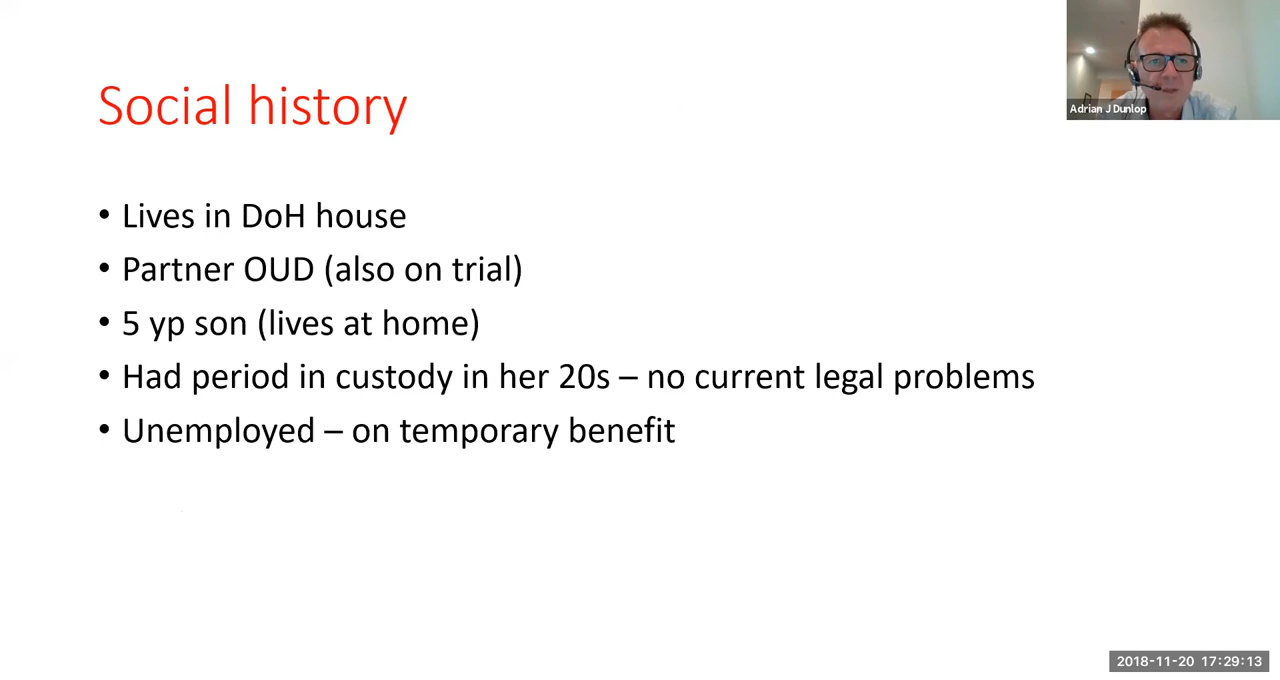 Social history
Adrian J Dunlop
• Lives in DoH house
• Partner OUD (also on trial)
• 5 yp son (lives at home)
• Had period in custody in her 20s – no current legal problems
• Unemployed – on temporary benefit
2018-11-20 17:29:13